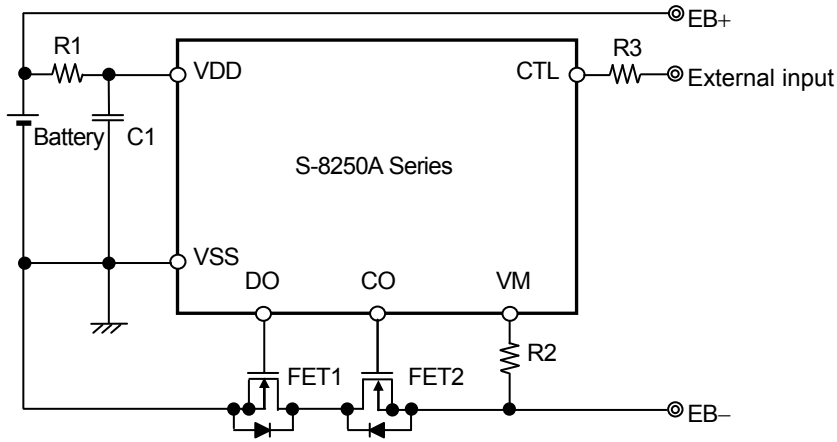 EB+
R1
R3
VDD
CTL
External input
Battery
C1
S-8250A Series
VSS
DO
CO
VM
R2
FET1
FET2
EB−